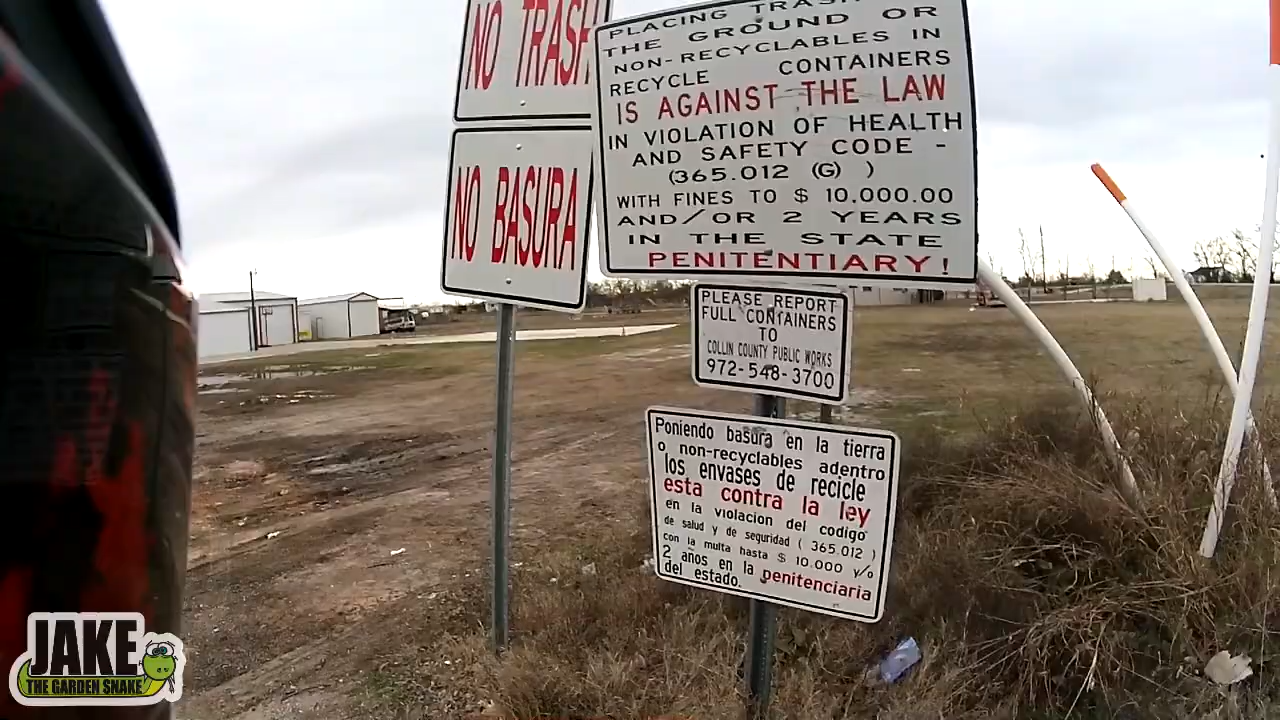 NO TRASH
NO BASURA
PLACING TRASH
THE GROUND OR
NON-RECYCLABLES IN
RECYCLE CONTAINERS
IS AGAINST THE LAW
IN VIOLATION OF HEALTH
AND SAFETY CODE -
(365.012 (G) )
WITH FINES TO $ 10,000.00
AND/OR 2 YEARS
IN THE STATE
PENITENTIARY!
PLEASE REPORT
FULL CONTAINERS
TO
COLLIN COUNTY PUBLIC WORKS
972-548-3700
Poniendo basura en la tierra
o non-recyclables adentro
los envases de recicle
esta contra la ley
en la violacion del codigo
de salud y de seguridad ( 365.012 )
con la multa hasta $ 10.000 y/o
2 años en la penitenciaria
del estado.
JAKE
THE GARDEN SNAKE